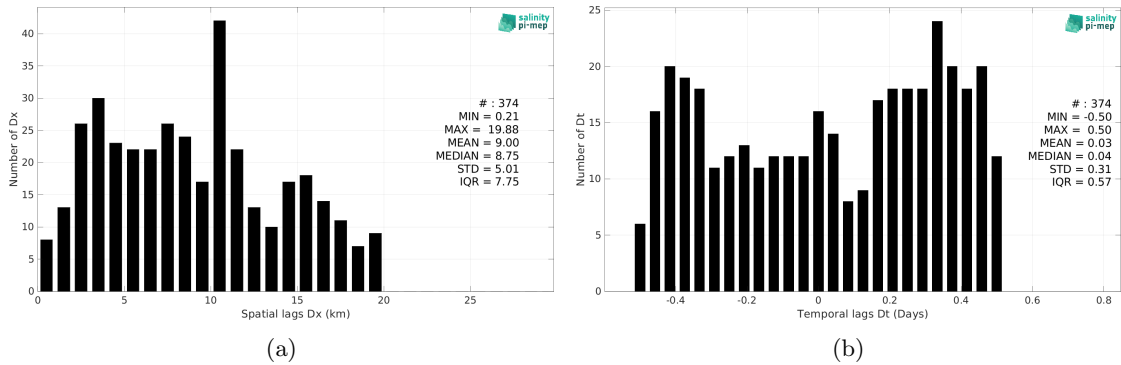 salinity
pi-mep
40
35
30
25
20
15
10
5
0
Number of Dx
# : 374
MIN = 0.21
MAX = 19.88
MEAN = 9.00
MEDIAN = 8.75
STD = 5.01
IQR = 7.75
0 5 10 15 20 25
Spatial lags Dx (km)
(a)
salinity
pi-mep
25
20
15
10
5
0
Number of Dt
# : 374
MIN = -0.50
MAX = 0.50
MEAN = 0.03
MEDIAN = 0.04
STD = 0.31
IQR = 0.57
-0.4 -0.2 0 0.2 0.4 0.6 0.8
Temporal lags Dt (Days)
(b)